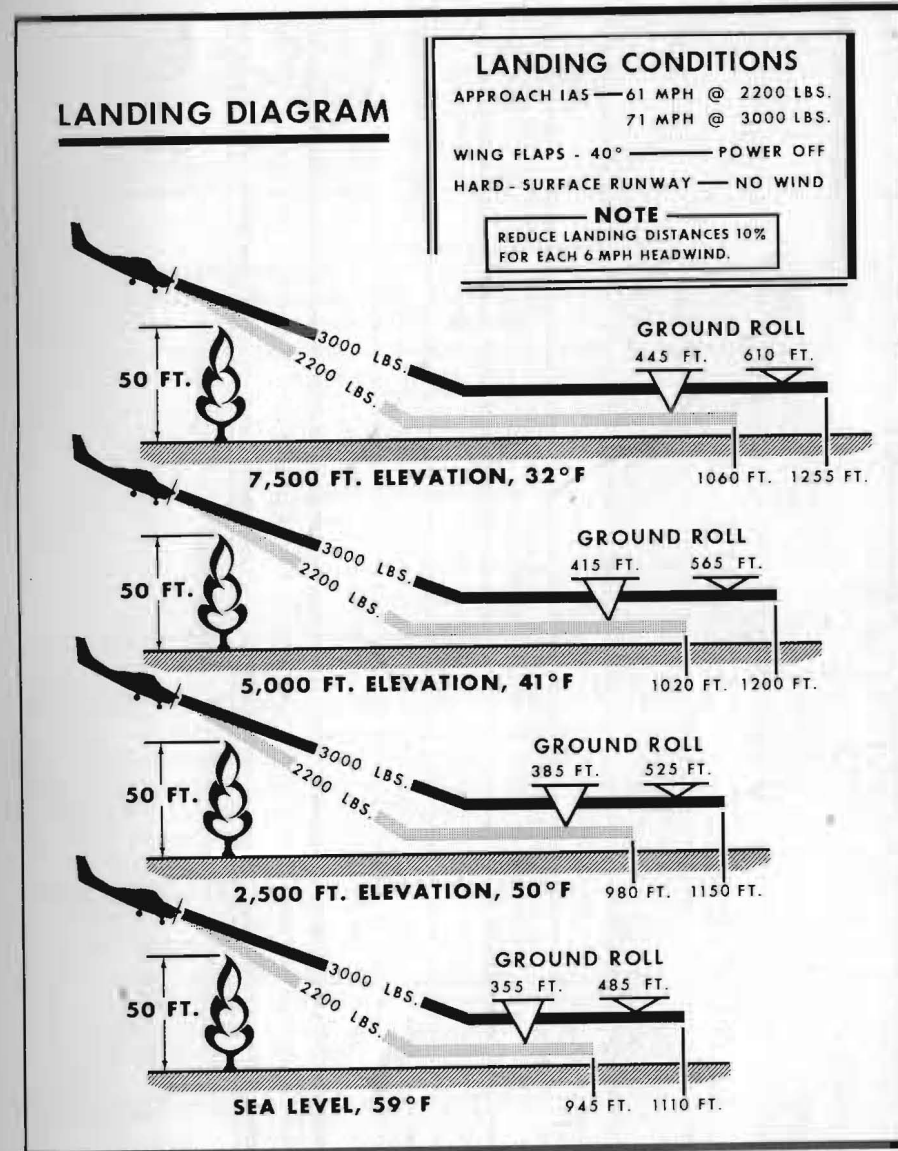 LANDING DIAGRAM
LANDING CONDITIONS
APPROACH IAS — 61 MPH @ 2200 LBS.
71 MPH @ 3000 LBS.
WING FLAPS - 40° — POWER OFF
HARD - SURFACE RUNWAY — NO WIND
NOTE
REDUCE LANDING DISTANCES 10%
FOR EACH 6 MPH HEADWIND.
50 FT.
3000 LBS.
2200 LBS.
GROUND ROLL
445 FT. 610 FT.
7,500 FT. ELEVATION, 32°F
1060 FT. 1255 FT.
50 FT.
3000 LBS.
2200 LBS.
GROUND ROLL
415 FT. 565 FT.
5,000 FT. ELEVATION, 41°F
1020 FT. 1200 FT.
50 FT.
3000 LBS.
2200 LBS.
GROUND ROLL
385 FT. 525 FT.
2,500 FT. ELEVATION, 50°F
980 FT. 1150 FT.
50 FT.
3000 LBS.
2200 LBS.
GROUND ROLL
355 FT. 485 FT.
SEA LEVEL, 59°F
945 FT. 1110 FT.